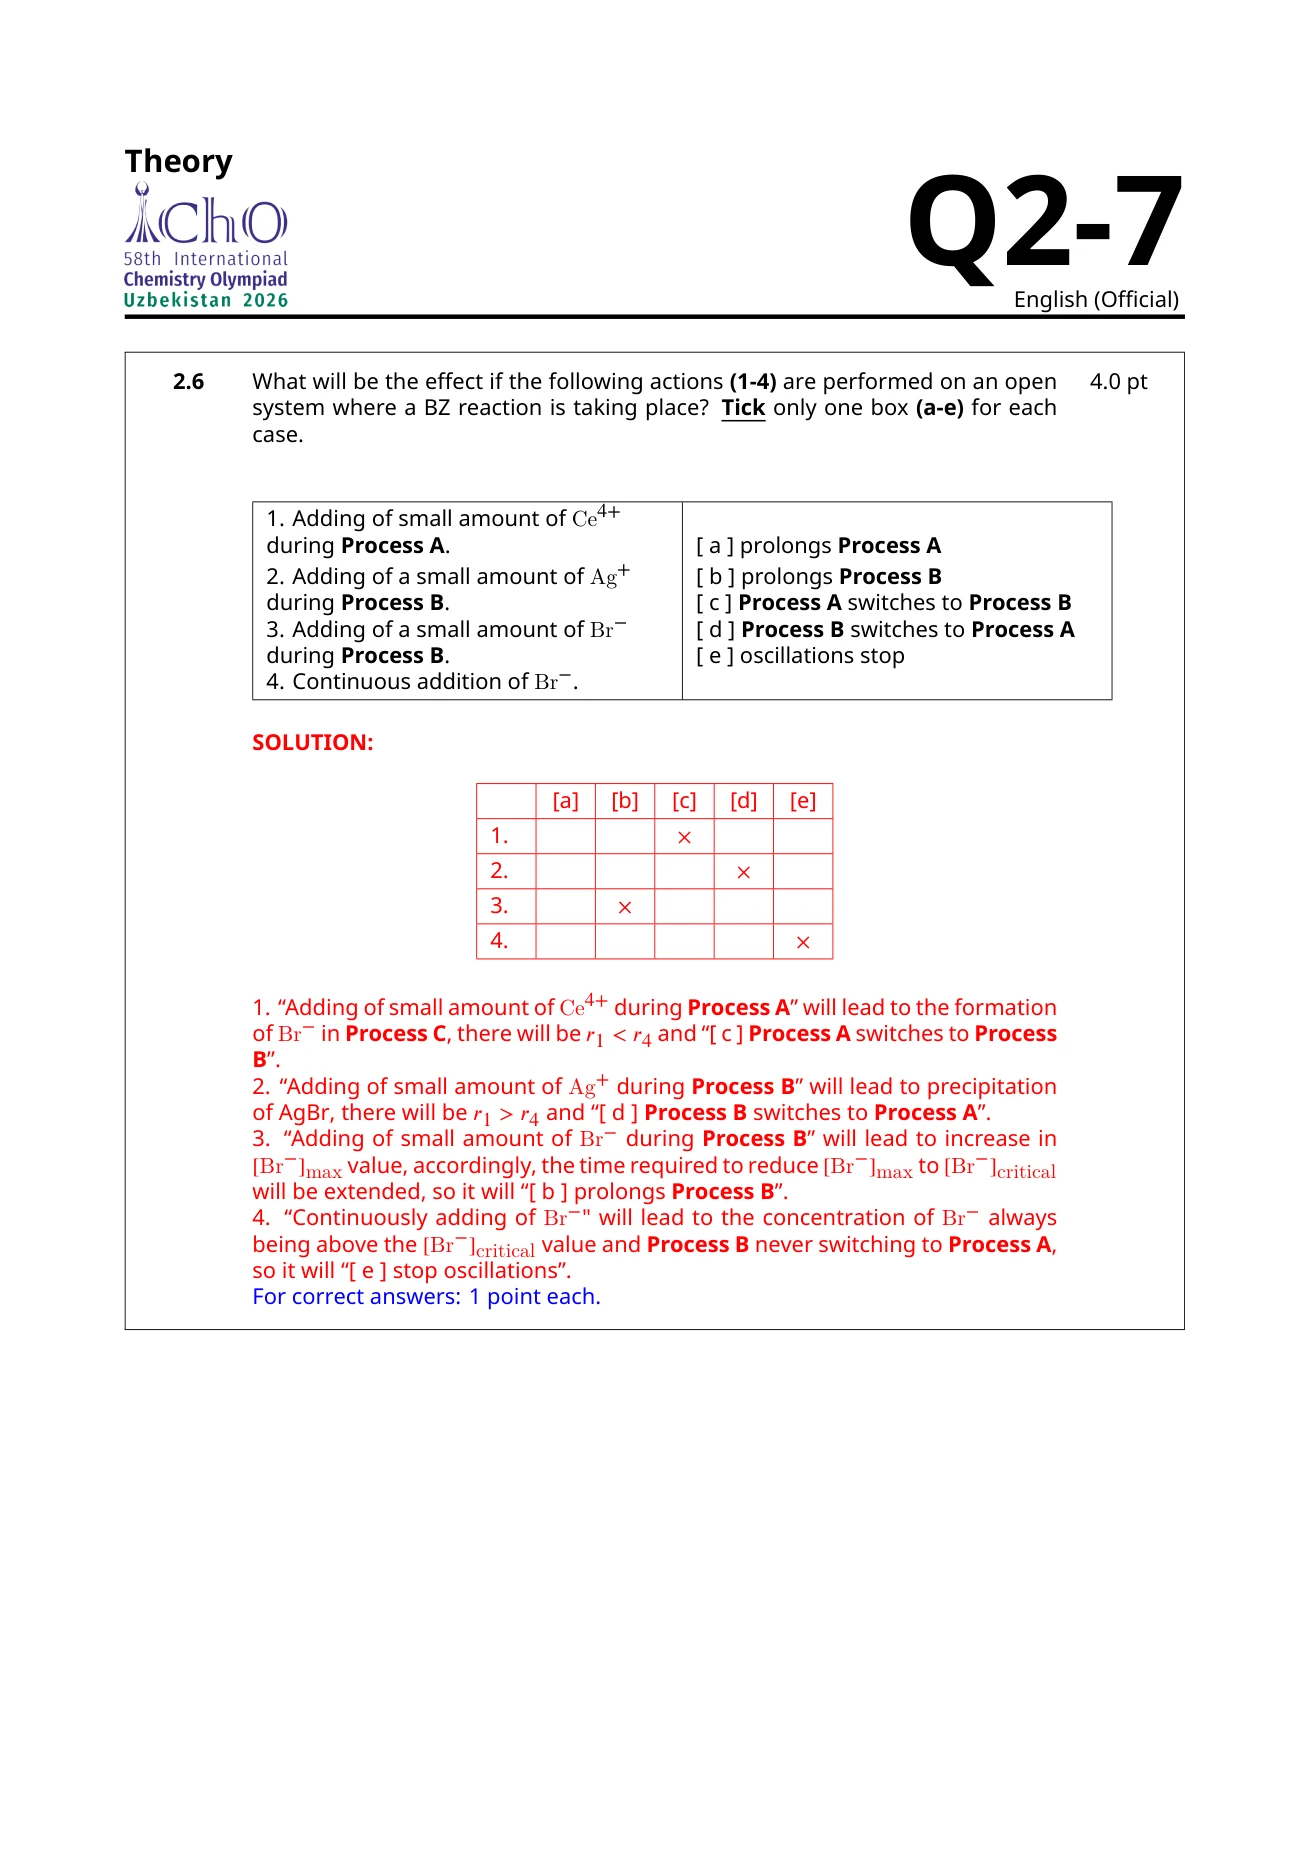 Theory
IChO
58th International
Chemistry Olympiad
Uzbekistan 2026
Q2-7
English (Official)
2.6 What will be the effect if the following actions (1-4) are performed on an open 4.0 pt
system where a BZ reaction is taking place? Tick only one box (a-e) for each
case.
1. Adding of small amount of Ce⁴⁺
during Process A.
2. Adding of a small amount of Ag⁺
during Process B.
3. Adding of a small amount of Br⁻
during Process B.
4. Continuous addition of Br⁻.
[ a ] prolongs Process A
[ b ] prolongs Process B
[ c ] Process A switches to Process B
[ d ] Process B switches to Process A
[ e ] oscillations stop
SOLUTION:
[a] [b] [c] [d] [e]
1. ×
2. ×
3. ×
4. ×
1. “Adding of small amount of Ce⁴⁺ during Process A” will lead to the formation
of Br⁻ in Process C, there will be r₁ < r₄ and “[ c ] Process A switches to Process
B”.
2. “Adding of small amount of Ag⁺ during Process B” will lead to precipitation
of AgBr, there will be r₁ > r₄ and “[ d ] Process B switches to Process A”.
3. “Adding of small amount of Br⁻ during Process B” will lead to increase in
[Br⁻]max value, accordingly, the time required to reduce [Br⁻]max to [Br⁻]critical
will be extended, so it will “[ b ] prolongs Process B”.
4. “Continuously adding of Br⁻" will lead to the concentration of Br⁻ always
being above the [Br⁻]critical value and Process B never switching to Process A,
so it will “[ e ] stop oscillations”.
For correct answers: 1 point each.